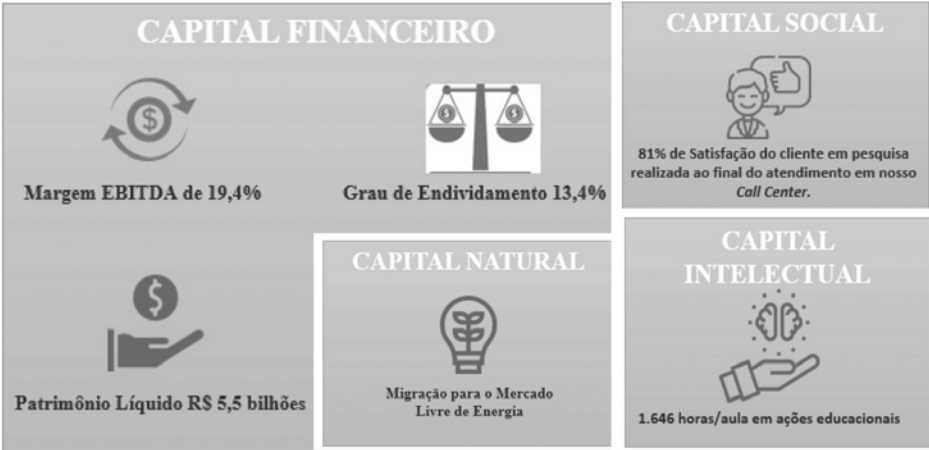 CAPITAL FINANCEIRO
$
$
$
Margem EBITDA de 19,4%
Grau de Endividamento 13,4%
$
Patrimônio Líquido R$ 5,5 bilhões
CAPITAL NATURAL
Migração para o Mercado
Livre de Energia
CAPITAL SOCIAL
81% de Satisfação do cliente em pesquisa
realizada ao final do atendimento em nosso
Call Center.
CAPITAL
INTELECTUAL
1.646 horas/aula em ações educacionais